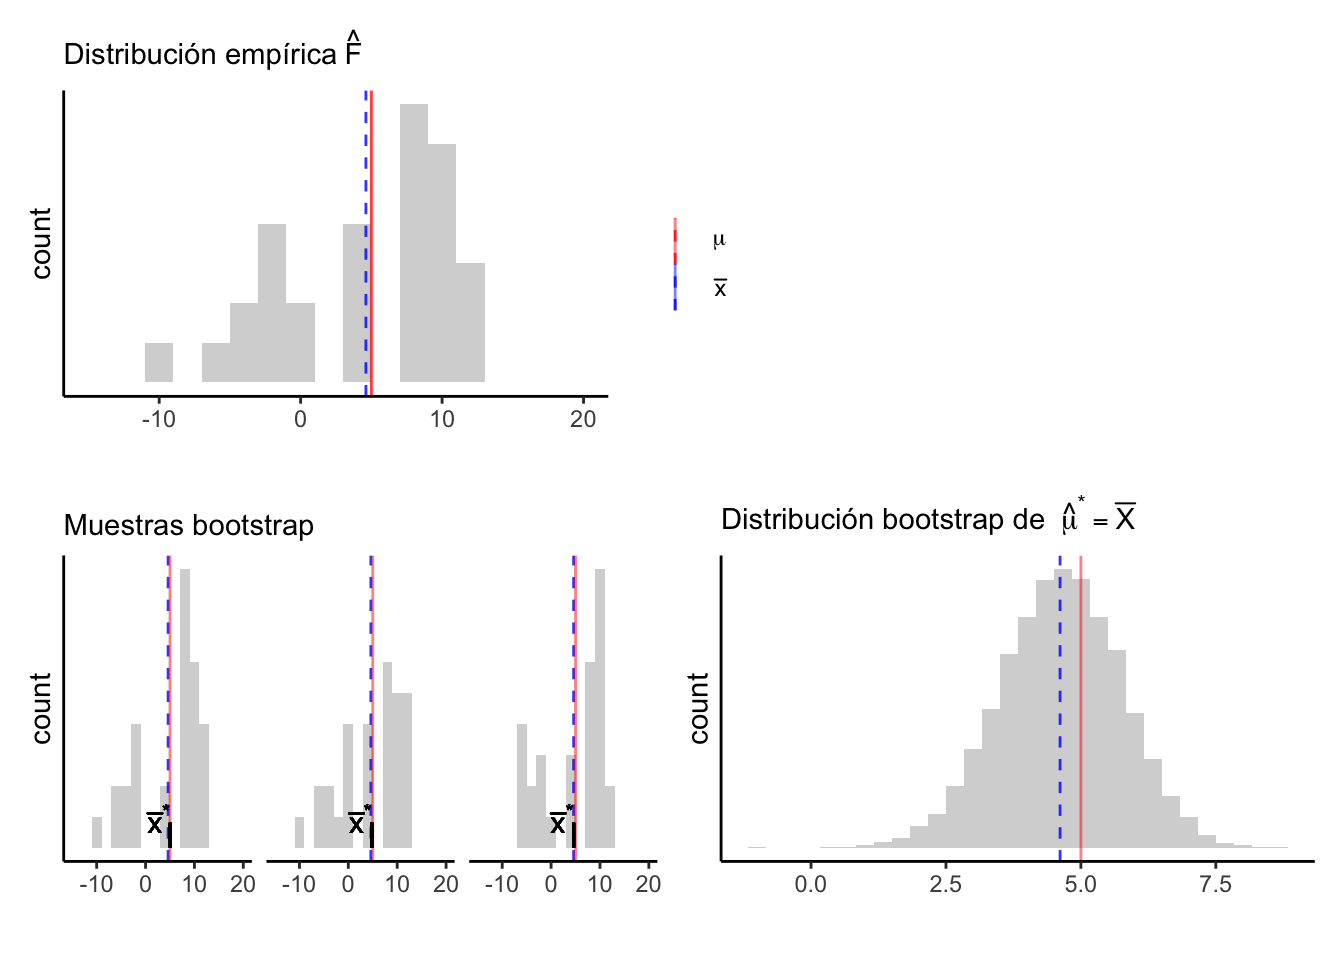 Distribución empírica F̂
count
-10 0 10 20
μ
x̅
Muestras bootstrap
count
x̅* x̅* x̅*
-10 0 10 20 -10 0 10 20 -10 0 10 20
Distribución bootstrap de μ̂* = X̅
count
0.0 2.5 5.0 7.5